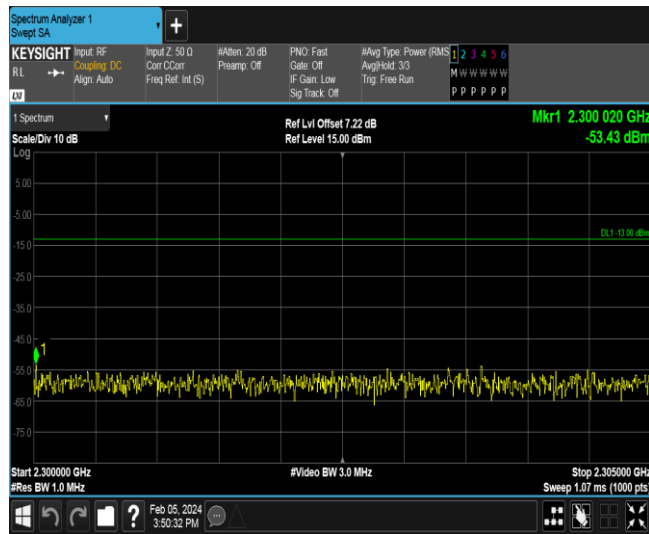 Spectrum Analyzer 1
Swept SA
+
KEYSIGHT
RL
LXI
Input: RF
Coupling: DC
Align: Auto
Input Z: 50 Ω
Corr CCorr
Freq Ref: Int (S)
#Atten: 20 dB
Preamp: Off
PNO: Fast
Gate: Off
IF Gain: Low
Sig Track: Off
#Avg Type: Power (RMS
Avg|Hold: 3/3
Trig: Free Run
1 2 3 4 5 6
M W W W W W
P P P P P P
1 Spectrum
Scale/Div 10 dB
Log
Ref Lvl Offset 7.22 dB
Ref Level 15.00 dBm
Mkr1 2.300 020 GHz
-53.43 dBm
5.00
-5.00
DL1 -13.00 dBm
-15.0
-25.0
-35.0
-45.0
1
-55.0
-65.0
-75.0
Start 2.300000 GHz
#Video BW 3.0 MHz
Stop 2.305000 GHz
#Res BW 1.0 MHz
Sweep 1.07 ms (1000 pts)
?
Feb 05, 2024
3:50:32 PM